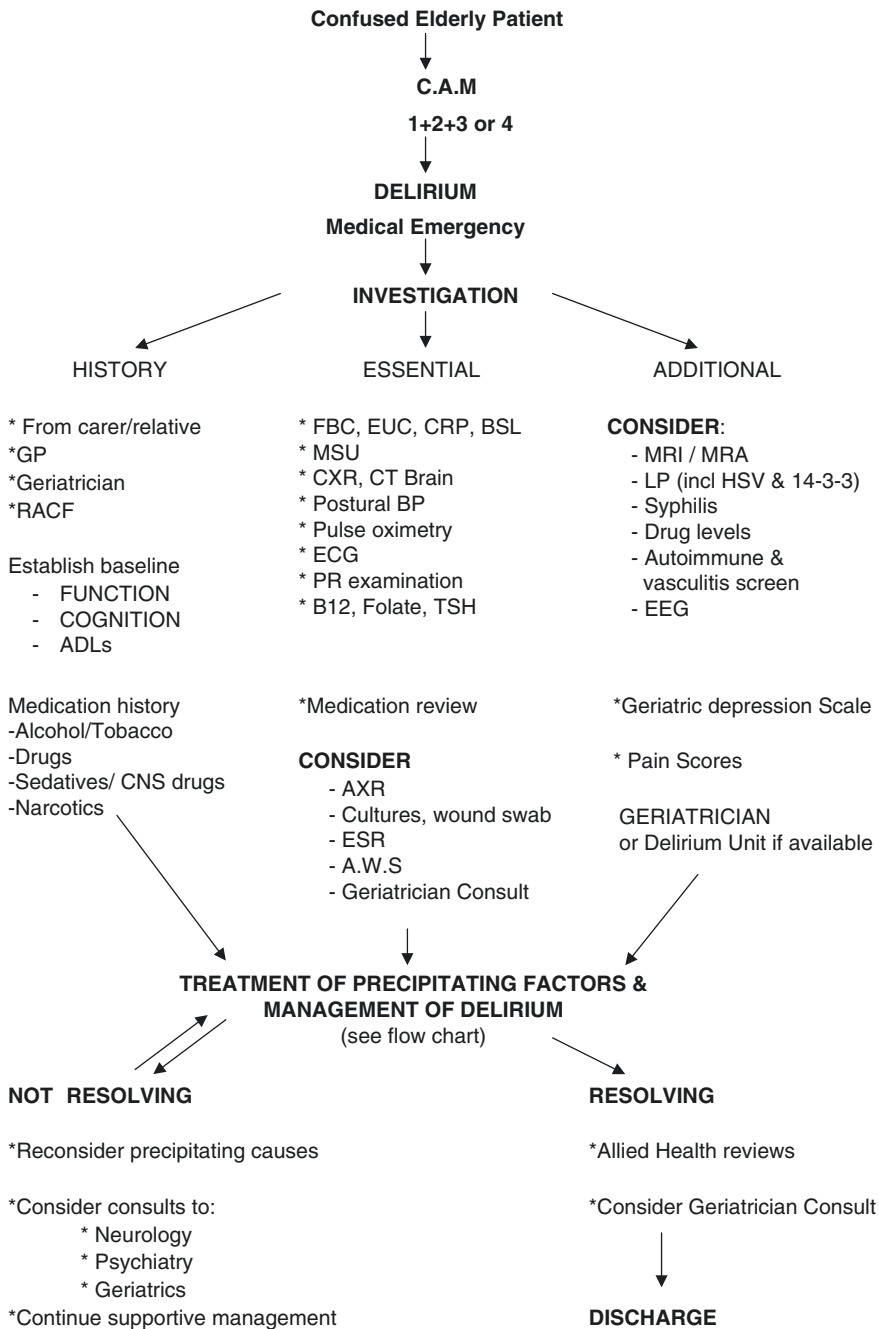 Confused Elderly Patient
C.A.M
1+2+3 or 4
DELIRIUM
Medical Emergency
INVESTIGATION
HISTORY
* From carer/relative
*GP
*Geriatrician
*RACF
Establish baseline
- FUNCTION
- COGNITION
- ADLs
Medication history
-Alcohol/Tobacco
-Drugs
-Sedatives/ CNS drugs
-Narcotics
ESSENTIAL
* FBC, EUC, CRP, BSL
* MSU
* CXR, CT Brain
* Postural BP
* Pulse oximetry
* ECG
* PR examination
* B12, Folate, TSH
*Medication review
CONSIDER
- AXR
- Cultures, wound swab
- ESR
- A.W.S
- Geriatrician Consult
ADDITIONAL
CONSIDER:
- MRI / MRA
- LP (incl HSV & 14-3-3)
- Syphilis
- Drug levels
- Autoimmune &
vasculitis screen
- EEG
*Geriatric depression Scale
* Pain Scores
GERIATRICIAN
or Delirium Unit if available
TREATMENT OF PRECIPITATING FACTORS &
MANAGEMENT OF DELIRIUM
(see flow chart)
NOT RESOLVING
*Reconsider precipitating causes
*Consider consults to:
* Neurology
* Psychiatry
* Geriatrics
*Continue supportive management
RESOLVING
*Allied Health reviews
*Consider Geriatrician Consult
DISCHARGE